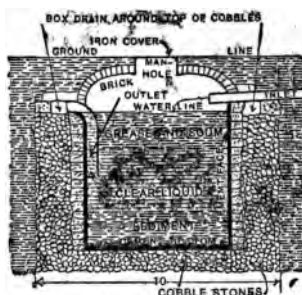 BOX DRAIN AROUND TOP OF COBBLES
IRON COVER
GROUND LINE
MAN-
HOLE
BRICK
OUTLET
INLET
WATER LINE
GREASE AND SCUM
CLEAR LIQUID
SEDIMENT
10
COBBLE STONES